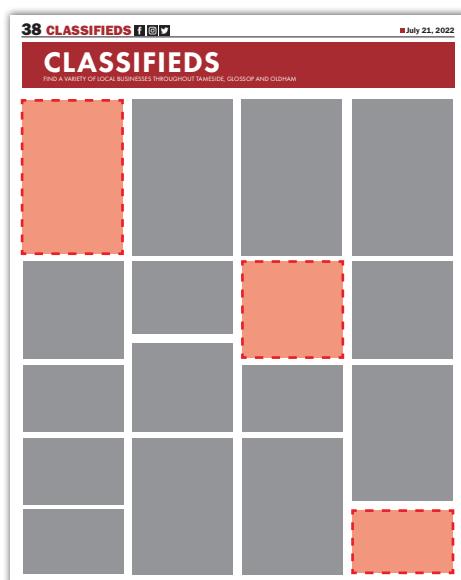 38 CLASSIFIEDS
July 21, 2022
CLASSIFIEDS
FIND A VARIETY OF LOCAL BUSINESSES THROUGHOUT TAMESIDE, GLOSSOP AND OLDHAM